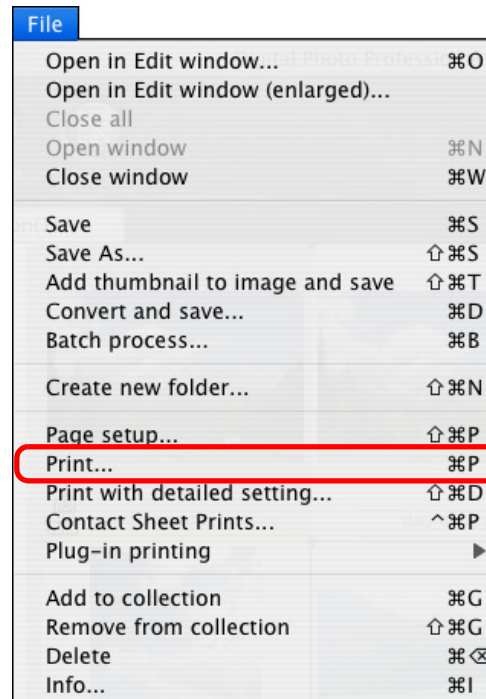 File
Open in Edit window... ⌘O
Open in Edit window (enlarged)...
Close all
Open window ⌘N
Close window ⌘W
Save ⌘S
Save As... ⇧⌘S
Add thumbnail to image and save ⇧⌘T
Convert and save... ⌘D
Batch process... ⌘B
Create new folder... ⇧⌘N
Page setup... ⇧⌘P
Print... ⌘P
Print with detailed setting... ⇧⌘D
Contact Sheet Prints... ^⌘P
Plug-in printing ▶
Add to collection ⌘G
Remove from collection ⇧⌘G
Delete ⌘⌫
Info... ⌘I